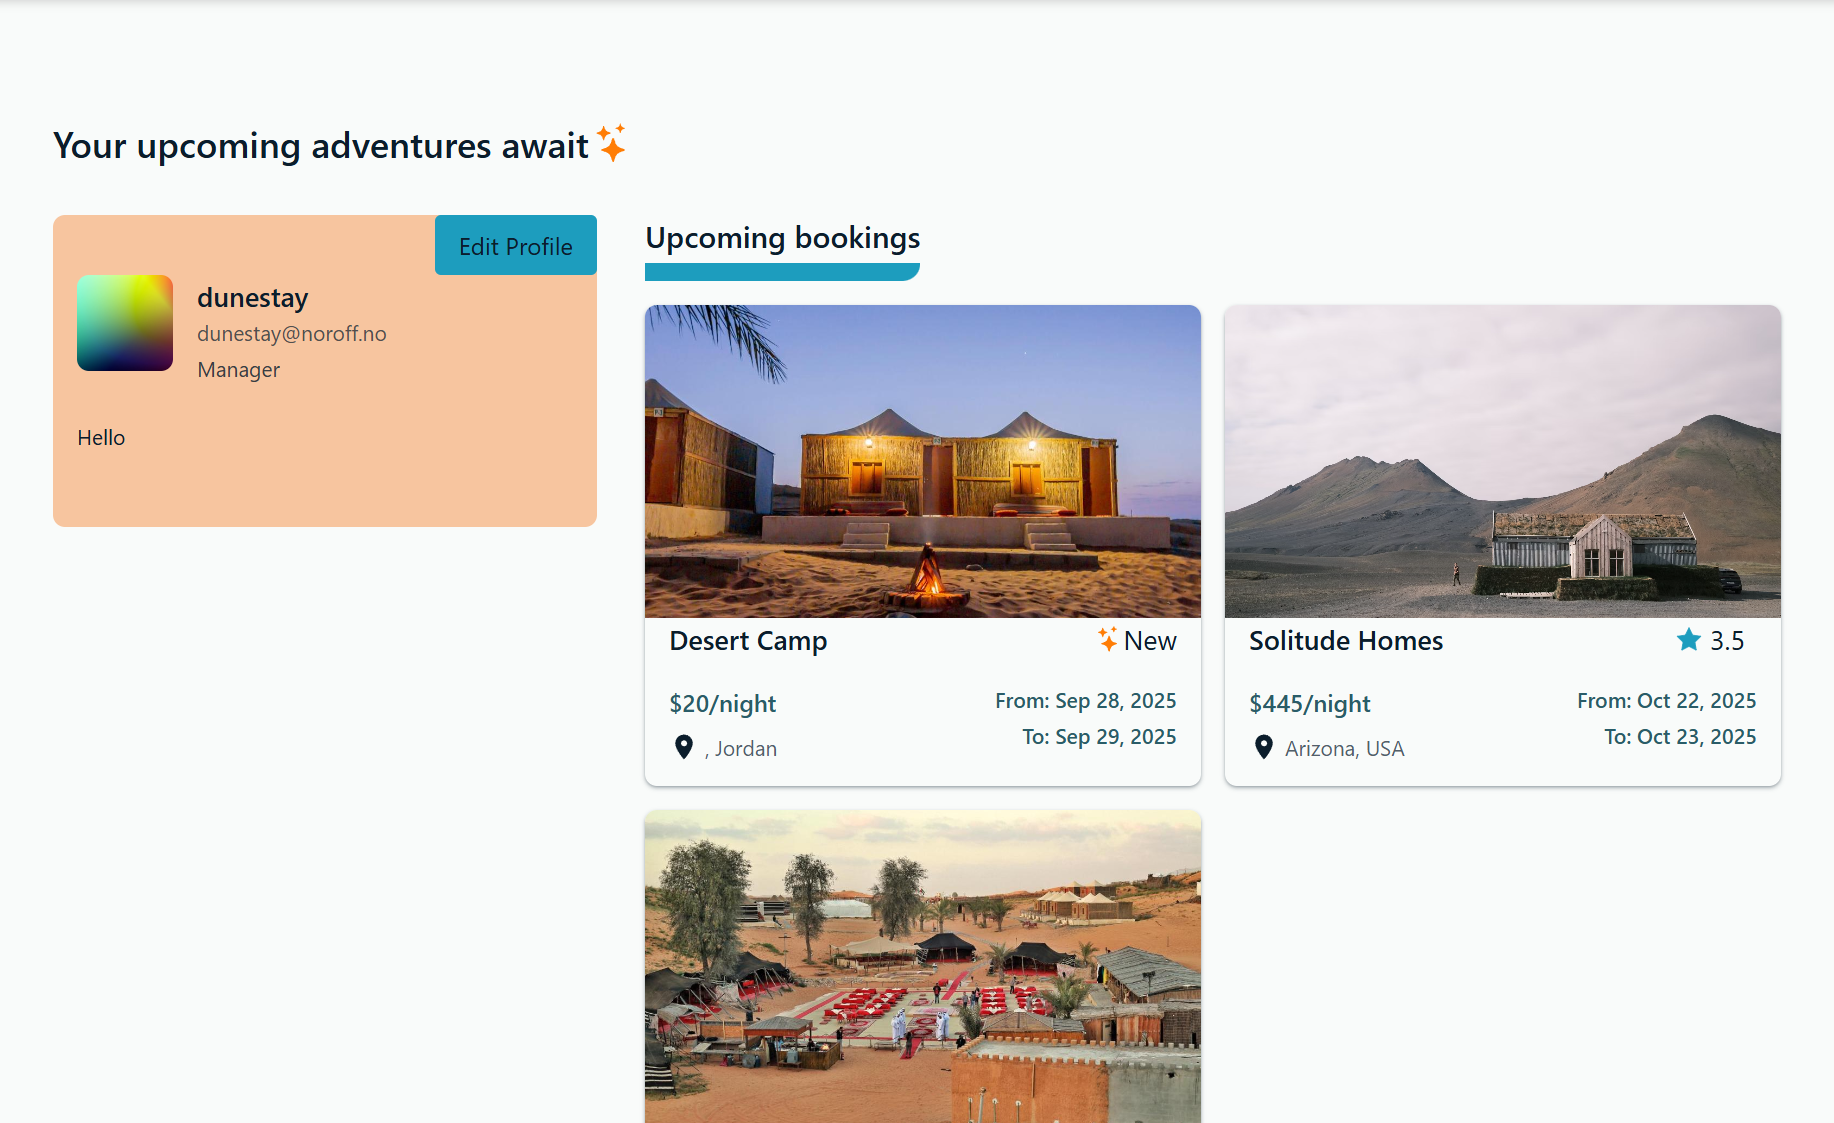 Your upcoming adventures await
Edit Profile
dunestay
dunestay@noroff.no
Manager
Hello
Upcoming bookings
Desert Camp
New
$20/night
From: Sep 28, 2025
To: Sep 29, 2025
, Jordan
Solitude Homes
3.5
$445/night
From: Oct 22, 2025
To: Oct 23, 2025
Arizona, USA